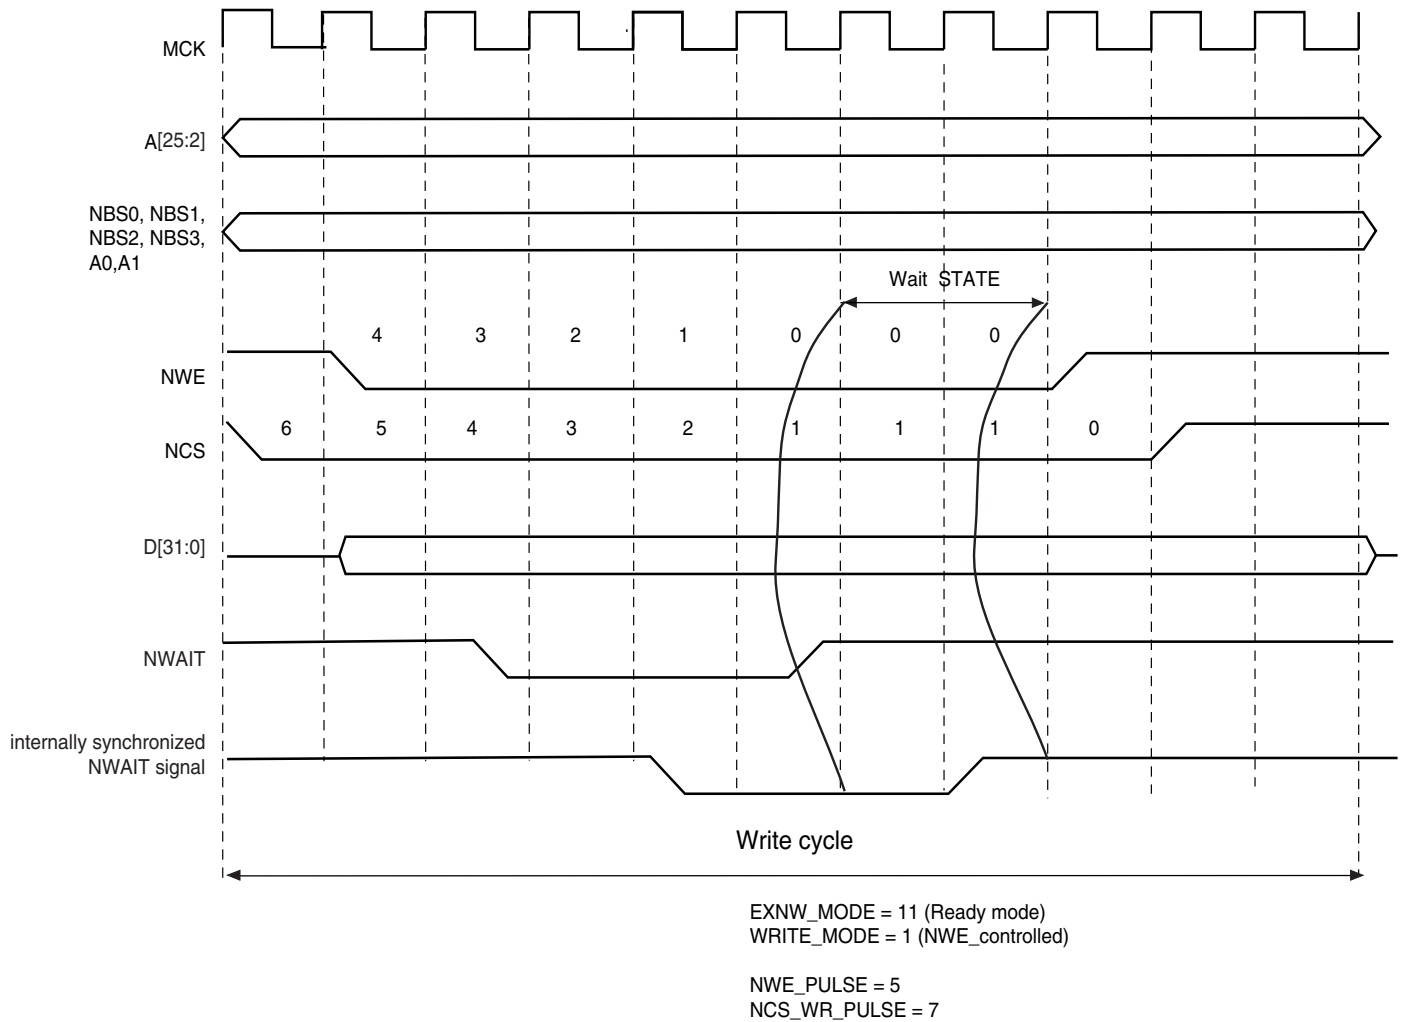 MCK
A[25:2]
NBS0, NBS1,
NBS2, NBS3,
A0,A1
Wait STATE
4 3 2 1 0 0 0
NWE
6 5 4 3 2 1 1 1 0
NCS
D[31:0]
NWAIT
internally synchronized
NWAIT signal
Write cycle
EXNW_MODE = 11 (Ready mode)
WRITE_MODE = 1 (NWE_controlled)
NWE_PULSE = 5
NCS_WR_PULSE = 7